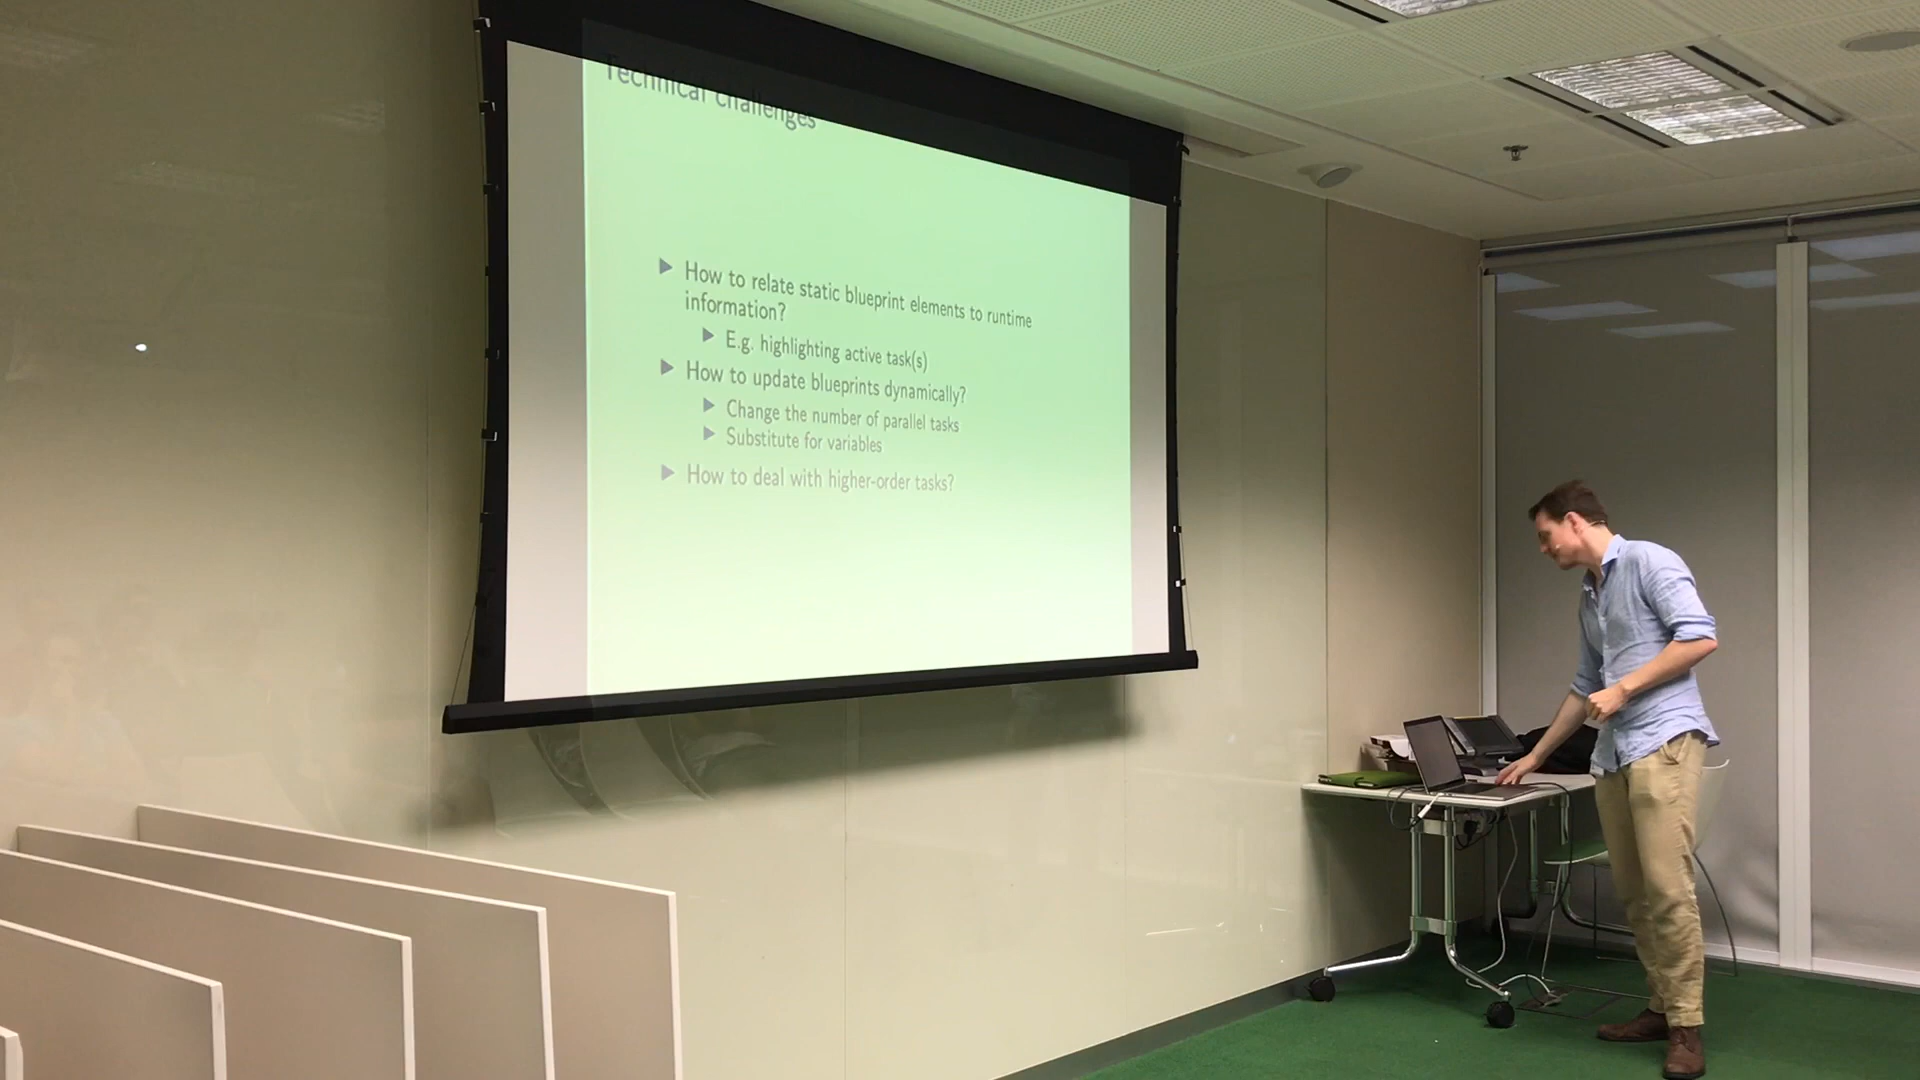 Technical challenges
How to relate static blueprint elements to runtime
information?
E.g. highlighting active task(s)
How to update blueprints dynamically?
Change the number of parallel tasks
Substitute for variables
How to deal with higher-order tasks?